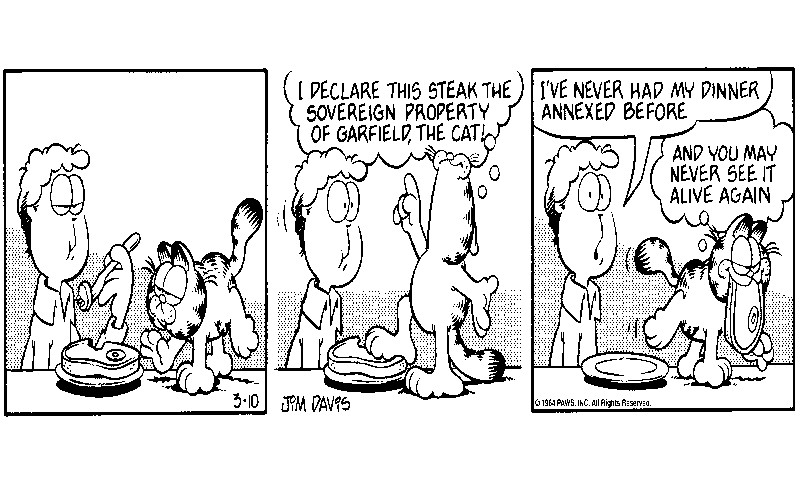 3-10
I DECLARE THIS STEAK THE
SOVEREIGN PROPERTY
OF GARFIELD, THE CAT!
JIM DAVIS
I'VE NEVER HAD MY DINNER
ANNEXED BEFORE
AND YOU MAY
NEVER SEE IT
ALIVE AGAIN
© 1984 PAWS, INC. All Rights Reserved.